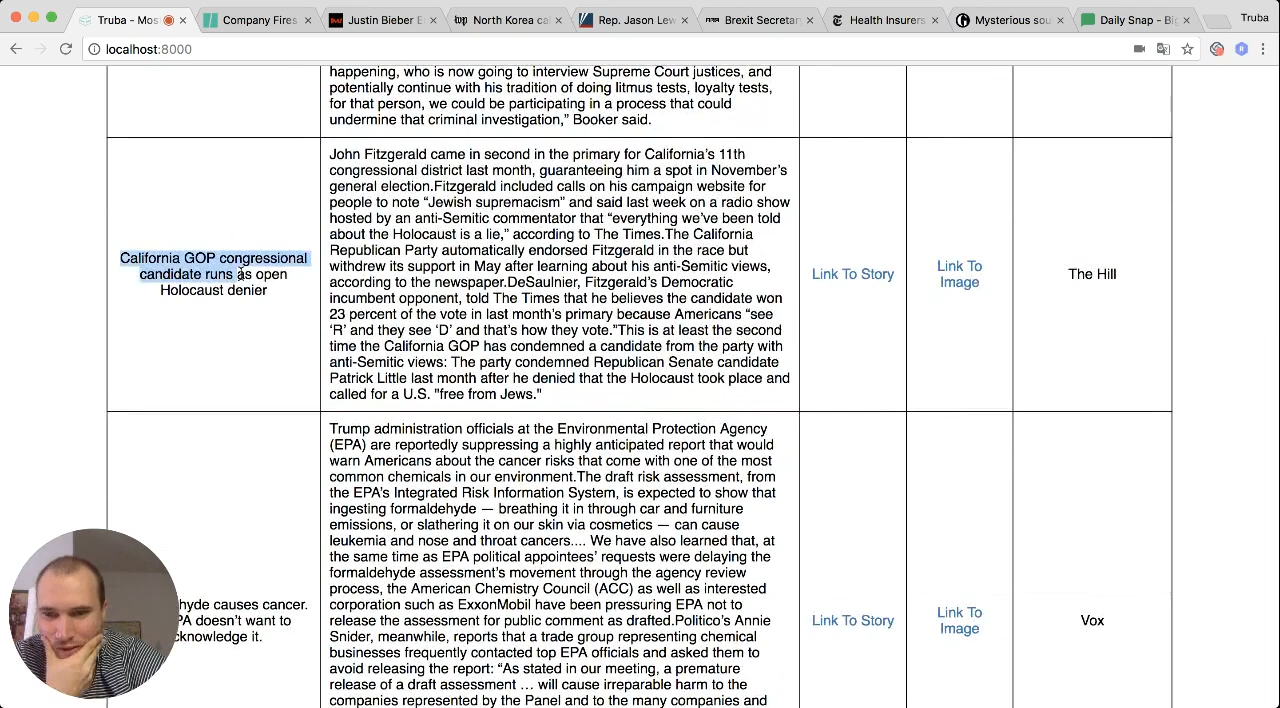 Truba - Mos
Company Fires
Justin Bieber E
North Korea cal
Rep. Jason Lew
Brexit Secretar
Health Insurers
Mysterious sou
Daily Snap - Big
Truba
localhost:8000
happening, who is now going to interview Supreme Court justices, and
potentially continue with his tradition of doing litmus tests, loyalty tests,
for that person, we could be participating in a process that could
undermine that criminal investigation,” Booker said.
California GOP congressional
candidate runs as open
Holocaust denier
John Fitzgerald came in second in the primary for California’s 11th
congressional district last month, guaranteeing him a spot in November’s
general election.Fitzgerald included calls on his campaign website for
people to note “Jewish supremacism” and said last week on a radio show
hosted by an anti-Semitic commentator that “everything we’ve been told
about the Holocaust is a lie,” according to The Times.The California
Republican Party automatically endorsed Fitzgerald in the race but
withdrew its support in May after learning about his anti-Semitic views,
according to the newspaper.DeSaulnier, Fitzgerald’s Democratic
incumbent opponent, told The Times that he believes the candidate won
23 percent of the vote in last month’s primary because Americans “see
‘R’ and they see ‘D’ and that’s how they vote.”This is at least the second
time the California GOP has condemned a candidate from the party with
anti-Semitic views: The party condemned Republican Senate candidate
Patrick Little last month after he denied that the Holocaust took place and
called for a U.S. "free from Jews."
Link To Story
Link To
Image
The Hill
hyde causes cancer.
PA doesn’t want to
cknowledge it.
Trump administration officials at the Environmental Protection Agency
(EPA) are reportedly suppressing a highly anticipated report that would
warn Americans about the cancer risks that come with one of the most
common chemicals in our environment.The draft risk assessment, from
the EPA’s Integrated Risk Information System, is expected to show that
ingesting formaldehyde — breathing it in through car and furniture
emissions, or slathering it on our skin via cosmetics — can cause
leukemia and nose and throat cancers.... We have also learned that, at
the same time as EPA political appointees’ requests were delaying the
formaldehyde assessment’s movement through the agency review
process, the American Chemistry Council (ACC) as well as interested
corporation such as ExxonMobil have been pressuring EPA not to
release the assessment for public comment as drafted.Politico’s Annie
Snider, meanwhile, reports that a trade group representing chemical
businesses frequently contacted top EPA officials and asked them to
avoid releasing the report: “As stated in our meeting, a premature
release of a draft assessment … will cause irreparable harm to the
companies represented by the Panel and to the many companies and
Link To Story
Link To
Image
Vox